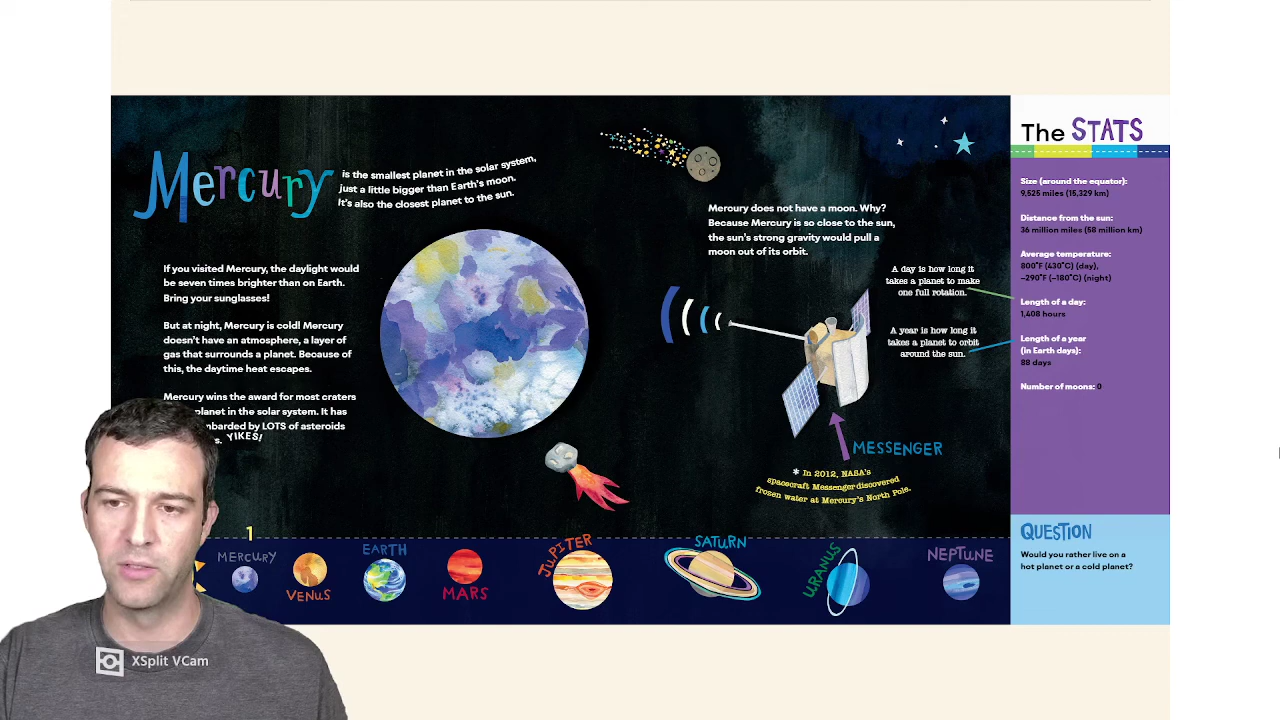 Mercury
is the smallest planet in the solar system,
just a little bigger than Earth's moon.
It's also the closest planet to the sun.
If you visited Mercury, the daylight would
be seven times brighter than on Earth.
Bring your sunglasses!
But at night, Mercury is cold! Mercury
doesn't have an atmosphere, a layer of
gas that surrounds a planet. Because of
this, the daytime heat escapes.
Mercury wins the award for most craters
planet in the solar system. It has
by LOTS of asteroids
YIKES!
Mercury does not have a moon. Why?
Because Mercury is so close to the sun,
the sun's strong gravity would pull a
moon out of its orbit.
A day is how long it
takes a planet to make
one full rotation.
A year is how long it
takes a planet to orbit
around the sun.
MESSENGER
* In 2012, NASA's
spacecraft Messenger discovered
frozen water at Mercury's North Pole.
The STATS
Size (around the equator):
9,525 miles (15,329 km)
Distance from the sun:
36 million miles (58 million km)
Average temperature:
800°F (430°C) (day),
–290°F (–180°C) (night)
Length of a day:
1,408 hours
Length of a year
(in Earth days):
88 days
Number of moons: 0
QUESTION
Would you rather live on a
hot planet or a cold planet?
1
MERCURY
VENUS
EARTH
MARS
JUPITER
SATURN
URANUS
NEPTUNE
XSplit VCam